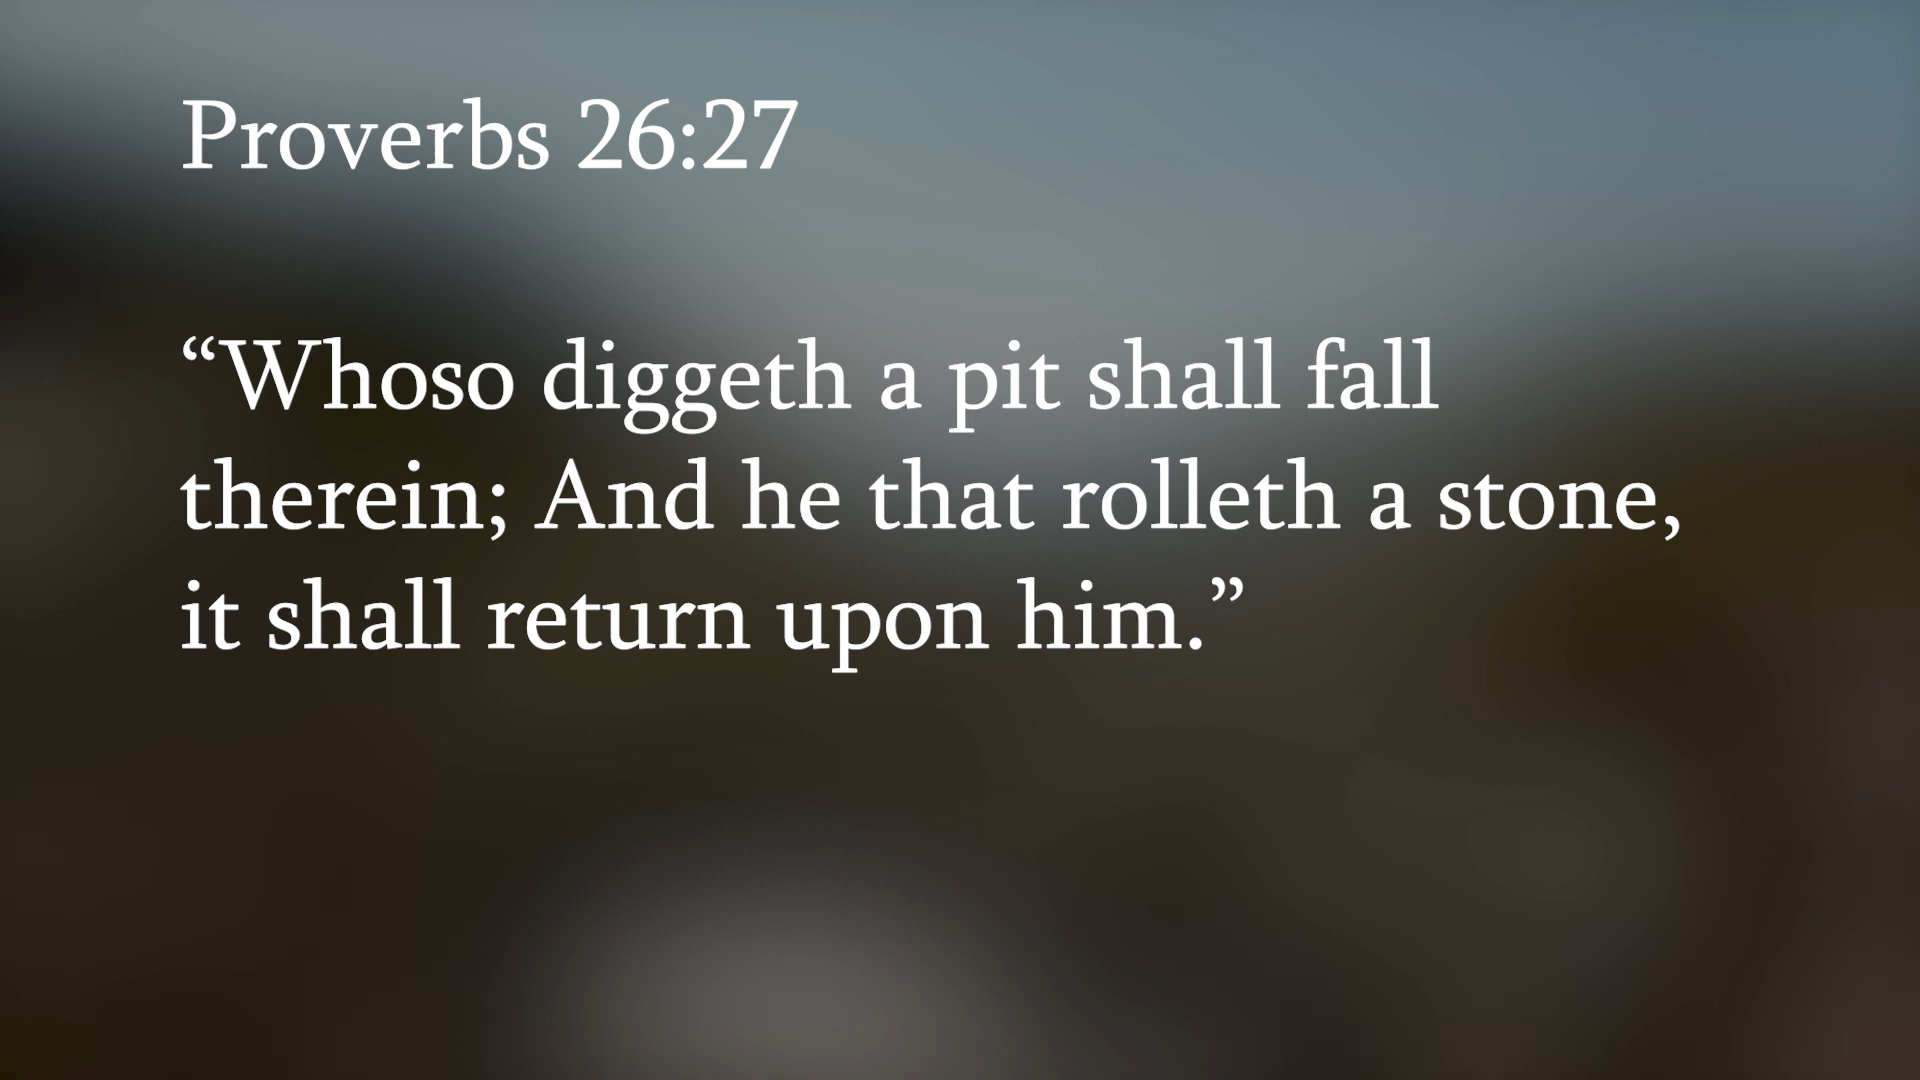 Proverbs 26:27
“Whoso diggeth a pit shall fall
therein; And he that rolleth a stone,
it shall return upon him.”